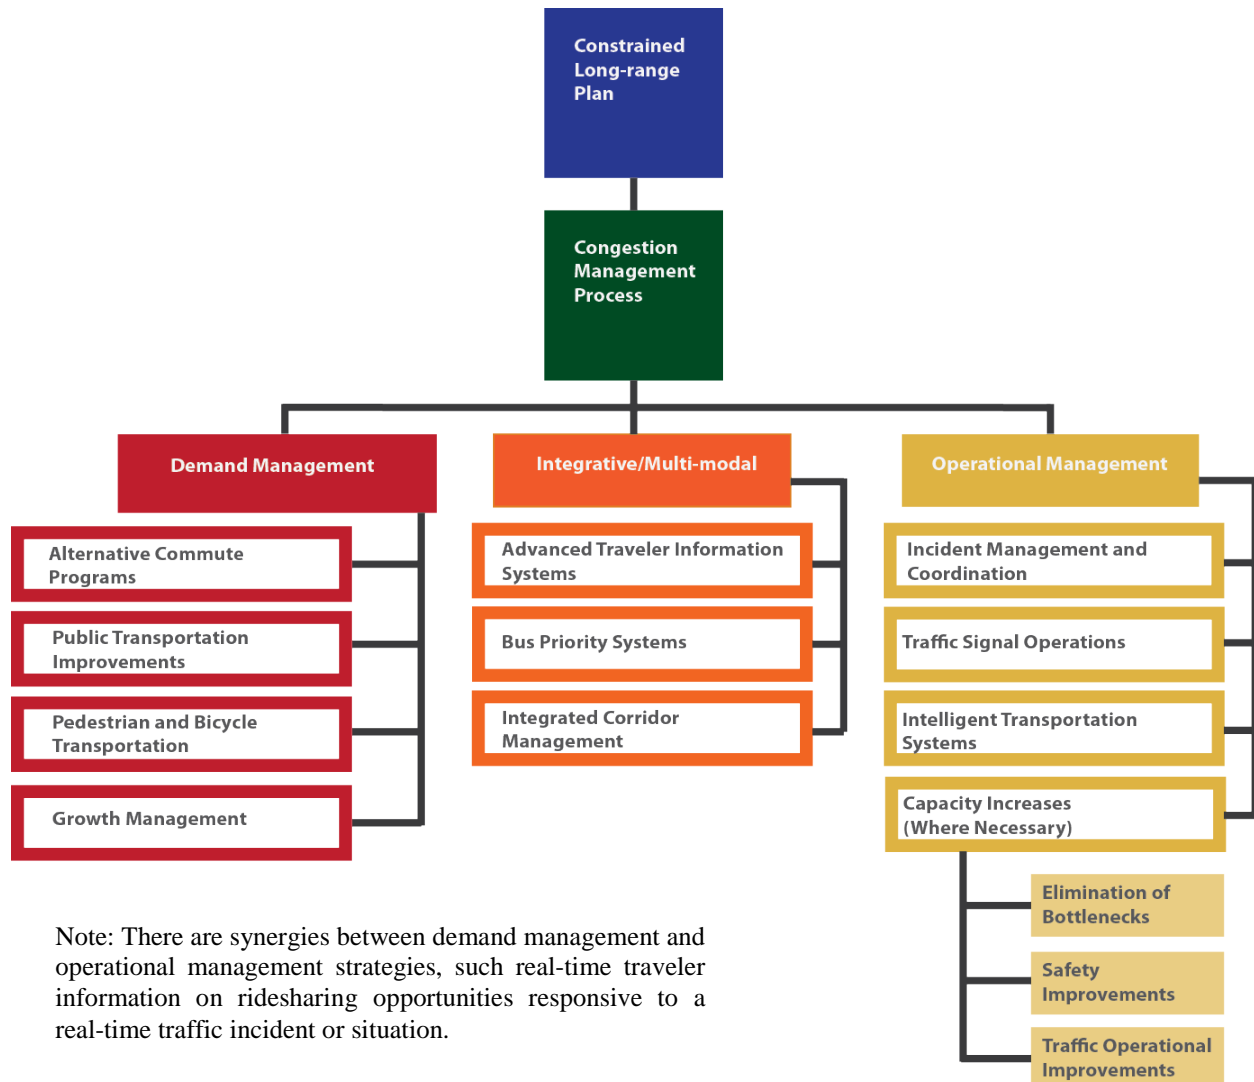 Constrained
Long-range
Plan
Congestion
Management
Process
Demand Management
Alternative Commute
Programs
Public Transportation
Improvements
Pedestrian and Bicycle
Transportation
Growth Management
Integrative/Multi-modal
Advanced Traveler Information
Systems
Bus Priority Systems
Integrated Corridor
Management
Operational Management
Incident Management and
Coordination
Traffic Signal Operations
Intelligent Transportation
Systems
Capacity Increases
(Where Necessary)
Elimination of
Bottlenecks
Safety
Improvements
Traffic Operational
Improvements
Note: There are synergies between demand management and
operational management strategies, such real-time traveler
information on ridesharing opportunities responsive to a
real-time traffic incident or situation.